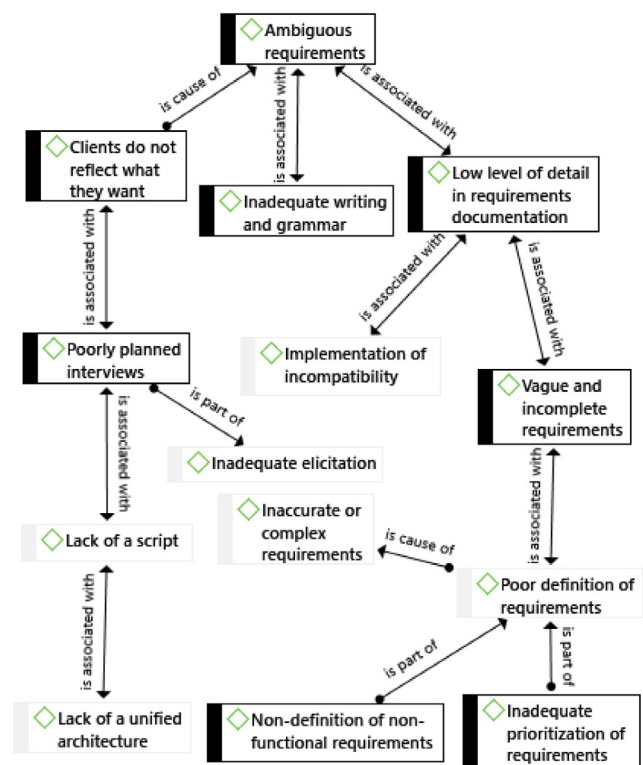 Ambiguous
requirements
is cause of
is associated with
is associated with
Clients do not
reflect what
they want
Inadequate writing
and grammar
Low level of detail
in requirements
documentation
is associated with
is associated with
is associated with
Poorly planned
interviews
Implementation of
incompatibility
Vague and
incomplete
requirements
is associated with
is part of
Inadequate elicitation
is associated with
Inaccurate or
complex
requirements
Lack of a script
is cause of
Poor definition of
requirements
is associated with
is part of
is part of
Lack of a unified
architecture
Non-definition of non-
functional requirements
Inadequate
prioritization of
requirements